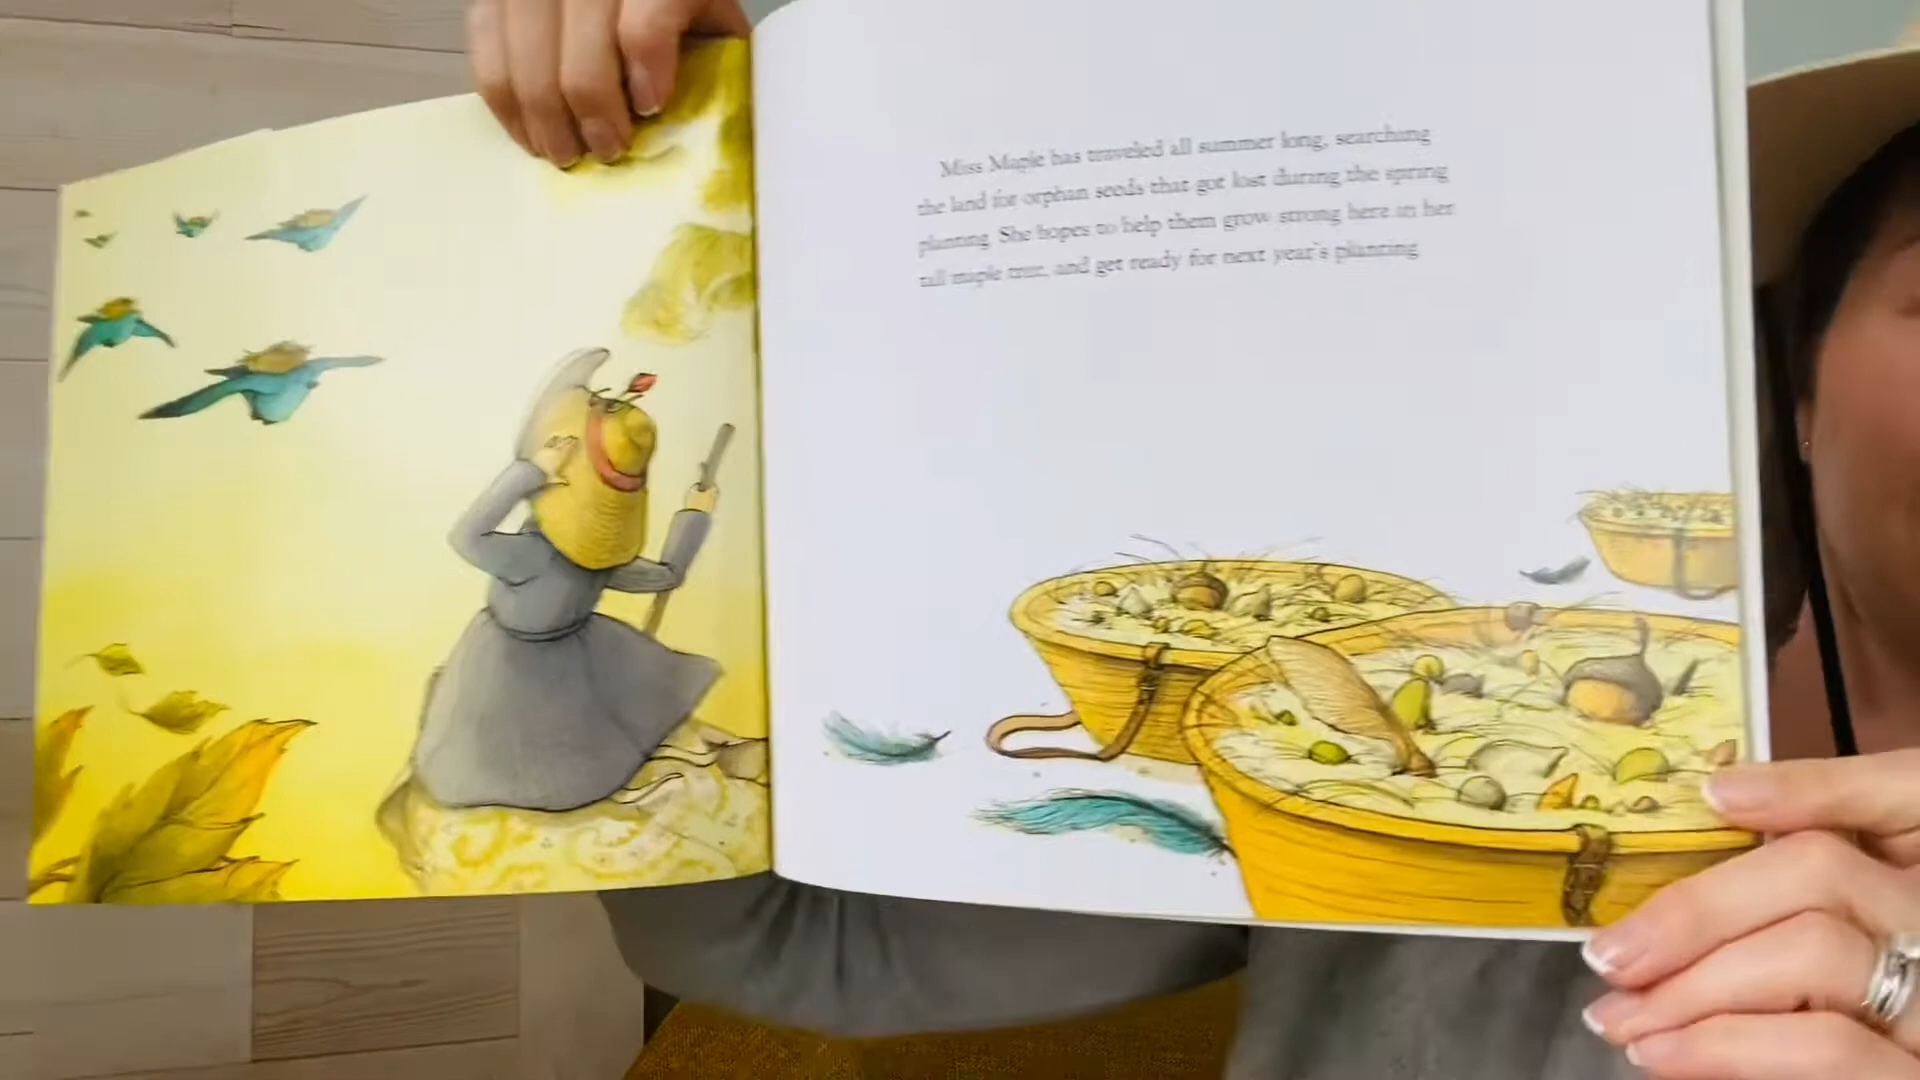 Miss Maple has traveled all summer long, searching
the land for orphan seeds that got lost during the spring
planting. She hopes to help them grow strong here in her
tall maple tree, and get ready for next year's planting.